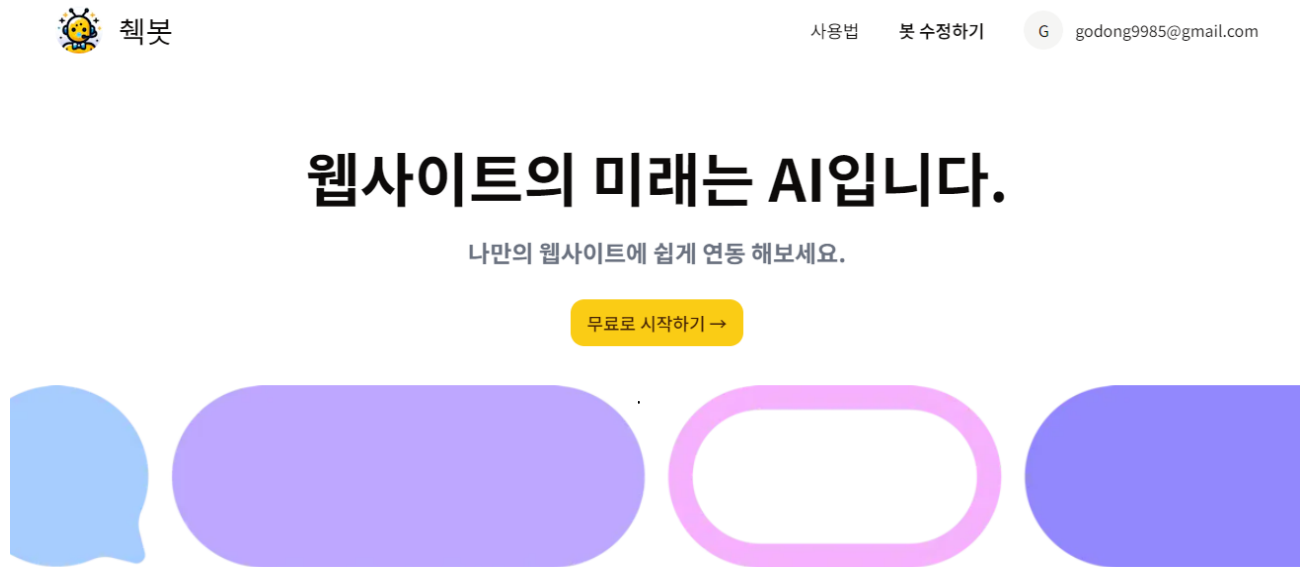 췍봇
사용법
봇 수정하기
G
godong9985@gmail.com
웹사이트의 미래는 AI입니다.
나만의 웹사이트에 쉽게 연동 해보세요.
무료로 시작하기 →
.